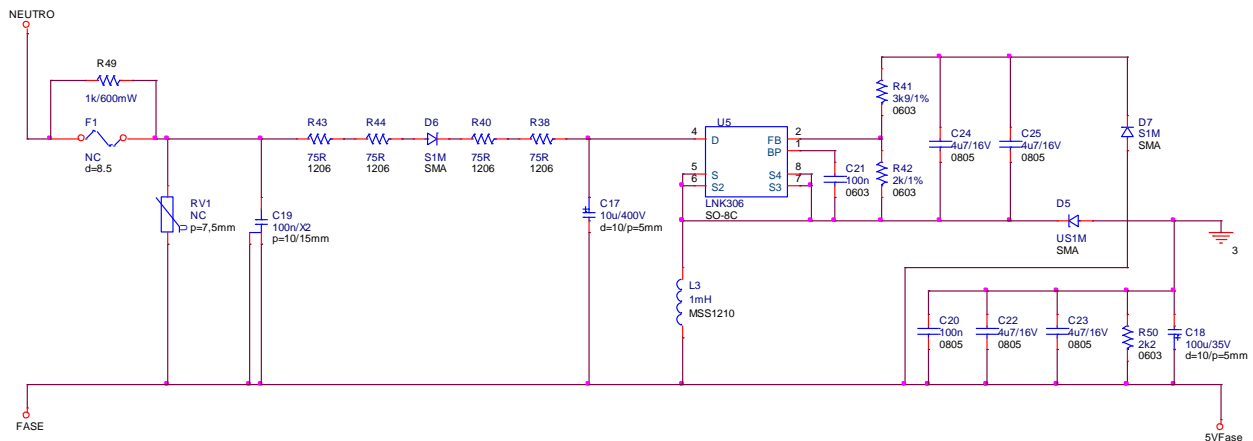 NEUTRO
R49
1k/600mW
F1
NC
d=8.5
R43
75R
1206
R44
75R
1206
D6
S1M
SMA
R40
75R
1206
R38
75R
1206
RV1
NC
p=7,5mm
C19
100n/X2
p=10/15mm
C17
10u/400V
d=10/p=5mm
U5
4
D
FB
2
BP
1
5
S
S4
8
6
S2
S3
7
LNK306
SO-8C
C21
100n
0603
R41
3k9/1%
0603
R42
2k/1%
0603
C24
4u7/16V
0805
C25
4u7/16V
0805
D7
S1M
SMA
D5
US1M
SMA
3
L3
1mH
MSS1210
C20
100n
0805
C22
4u7/16V
0805
C23
4u7/16V
0805
R50
2k2
0603
C18
100u/35V
d=10/p=5mm
FASE
5VFase